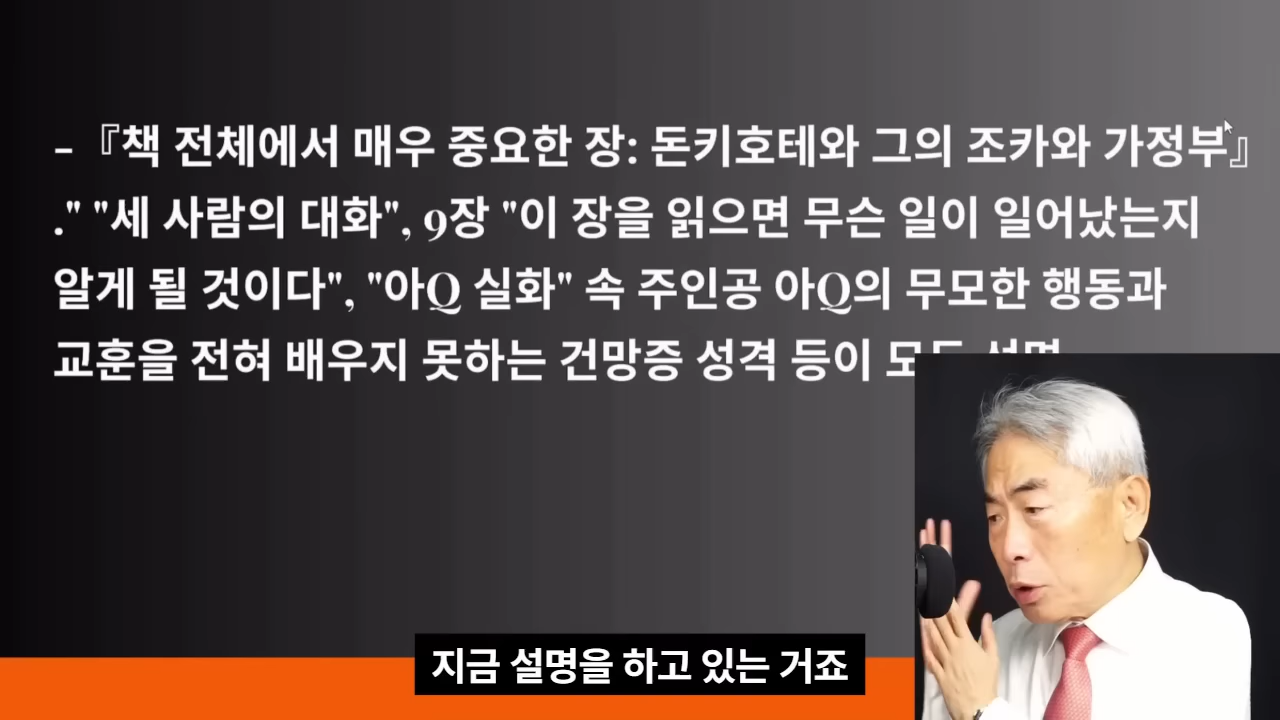 - 『책 전체에서 매우 중요한 장: 돈키호테와 그의 조카와 가정부』
." "세 사람의 대화", 9장 "이 장을 읽으면 무슨 일이 일어났는지
알게 될 것이다", "아Q 실화" 속 주인공 아Q의 무모한 행동과
교훈을 전혀 배우지 못하는 건망증 성격 등이
지금 설명을 하고 있는 거죠